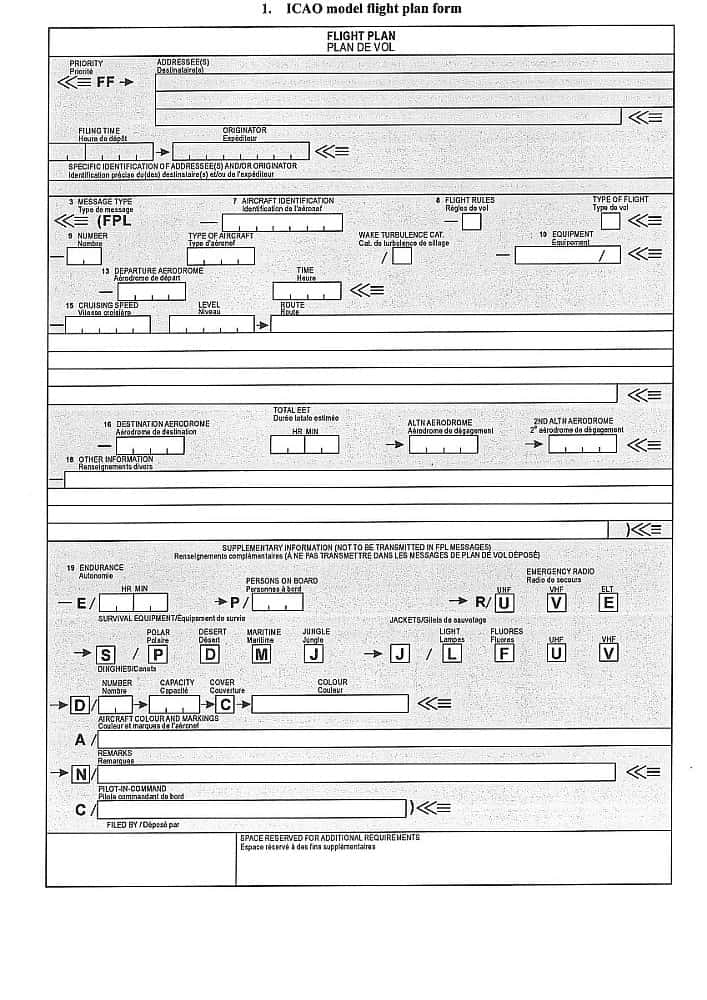 1. ICAO model flight plan form
FLIGHT PLAN
PLAN DE VOL
PRIORITY
Priorité
ADDRESSEE(S)
Destinataire(s)
<<≡ FF →
<<≡
FILING TIME
Heure de dépôt
ORIGINATOR
Expéditeur
→ <<≡
SPECIFIC IDENTIFICATION OF ADDRESSEE(S) AND/OR ORIGINATOR
Identification précise du(des) destinataire(s) et/ou de l'expéditeur
3 MESSAGE TYPE
Type de message
7 AIRCRAFT IDENTIFICATION
Identification de l'aéronef
8 FLIGHT RULES
Règles de vol
TYPE OF FLIGHT
Type de vol
<<≡ (FPL — — <<≡
9 NUMBER
Nombre
TYPE OF AIRCRAFT
Type d'aéronef
WAKE TURBULENCE CAT.
Cat. de turbulence de sillage
10 EQUIPMENT
Équipement
— / — / <<≡
13 DEPARTURE AERODROME
Aérodrome de départ
TIME
Heure
— <<≡
15 CRUISING SPEED
Vitesse croisière
LEVEL
Niveau
ROUTE
Route
— →
<<≡
16 DESTINATION AERODROME
Aérodrome de destination
TOTAL EET
Durée totale estimée
HR MIN
ALTN AERODROME
Aérodrome de dégagement
2ND ALTN AERODROME
2e aérodrome de dégagement
— → → <<≡
18 OTHER INFORMATION
Renseignements divers
—
)<<≡
SUPPLEMENTARY INFORMATION (NOT TO BE TRANSMITTED IN FPL MESSAGES)
Renseignements complémentaires (À NE PAS TRANSMETTRE DANS LES MESSAGES DE PLAN DE VOL DÉPOSÉ)
19 ENDURANCE
Autonomie
HR MIN
PERSONS ON BOARD
Personnes à bord
EMERGENCY RADIO
Radio de secours
UHF VHF ELT
— E / → P / → R/ U V E
SURVIVAL EQUIPMENT/Équipement de survie
JACKETS/Gilets de sauvetage
POLAR
Polaire
DESERT
Désert
MARITIME
Maritime
JUNGLE
Jungle
LIGHT
Lampes
FLUORES
Fluores
UHF VHF
→ S / P D M J → J / L F U V
DINGHIES/Canots
NUMBER
Nombre
CAPACITY
Capacité
COVER
Couverture
COLOUR
Couleur
→ D / → → C → <<≡
AIRCRAFT COLOUR AND MARKINGS
Couleur et marques de l'aéronef
A /
REMARKS
Remarques
→ N / <<≡
PILOT-IN-COMMAND
Pilote commandant de bord
C / )<<≡
FILED BY / Déposé par
SPACE RESERVED FOR ADDITIONAL REQUIREMENTS
Espace réservé à des fins supplémentaires